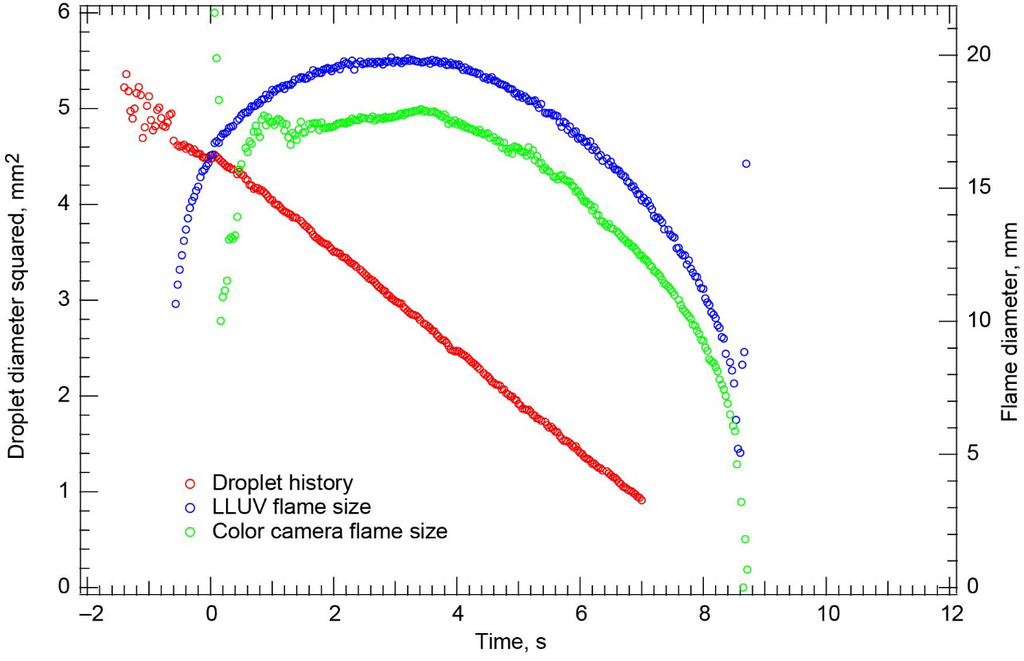 6
5
4
3
2
1
0
Droplet diameter squared, mm2
20
15
10
5
0
Flame diameter, mm
Droplet history
LLUV flame size
Color camera flame size
–2 0 2 4 6 8 10 12
Time, s